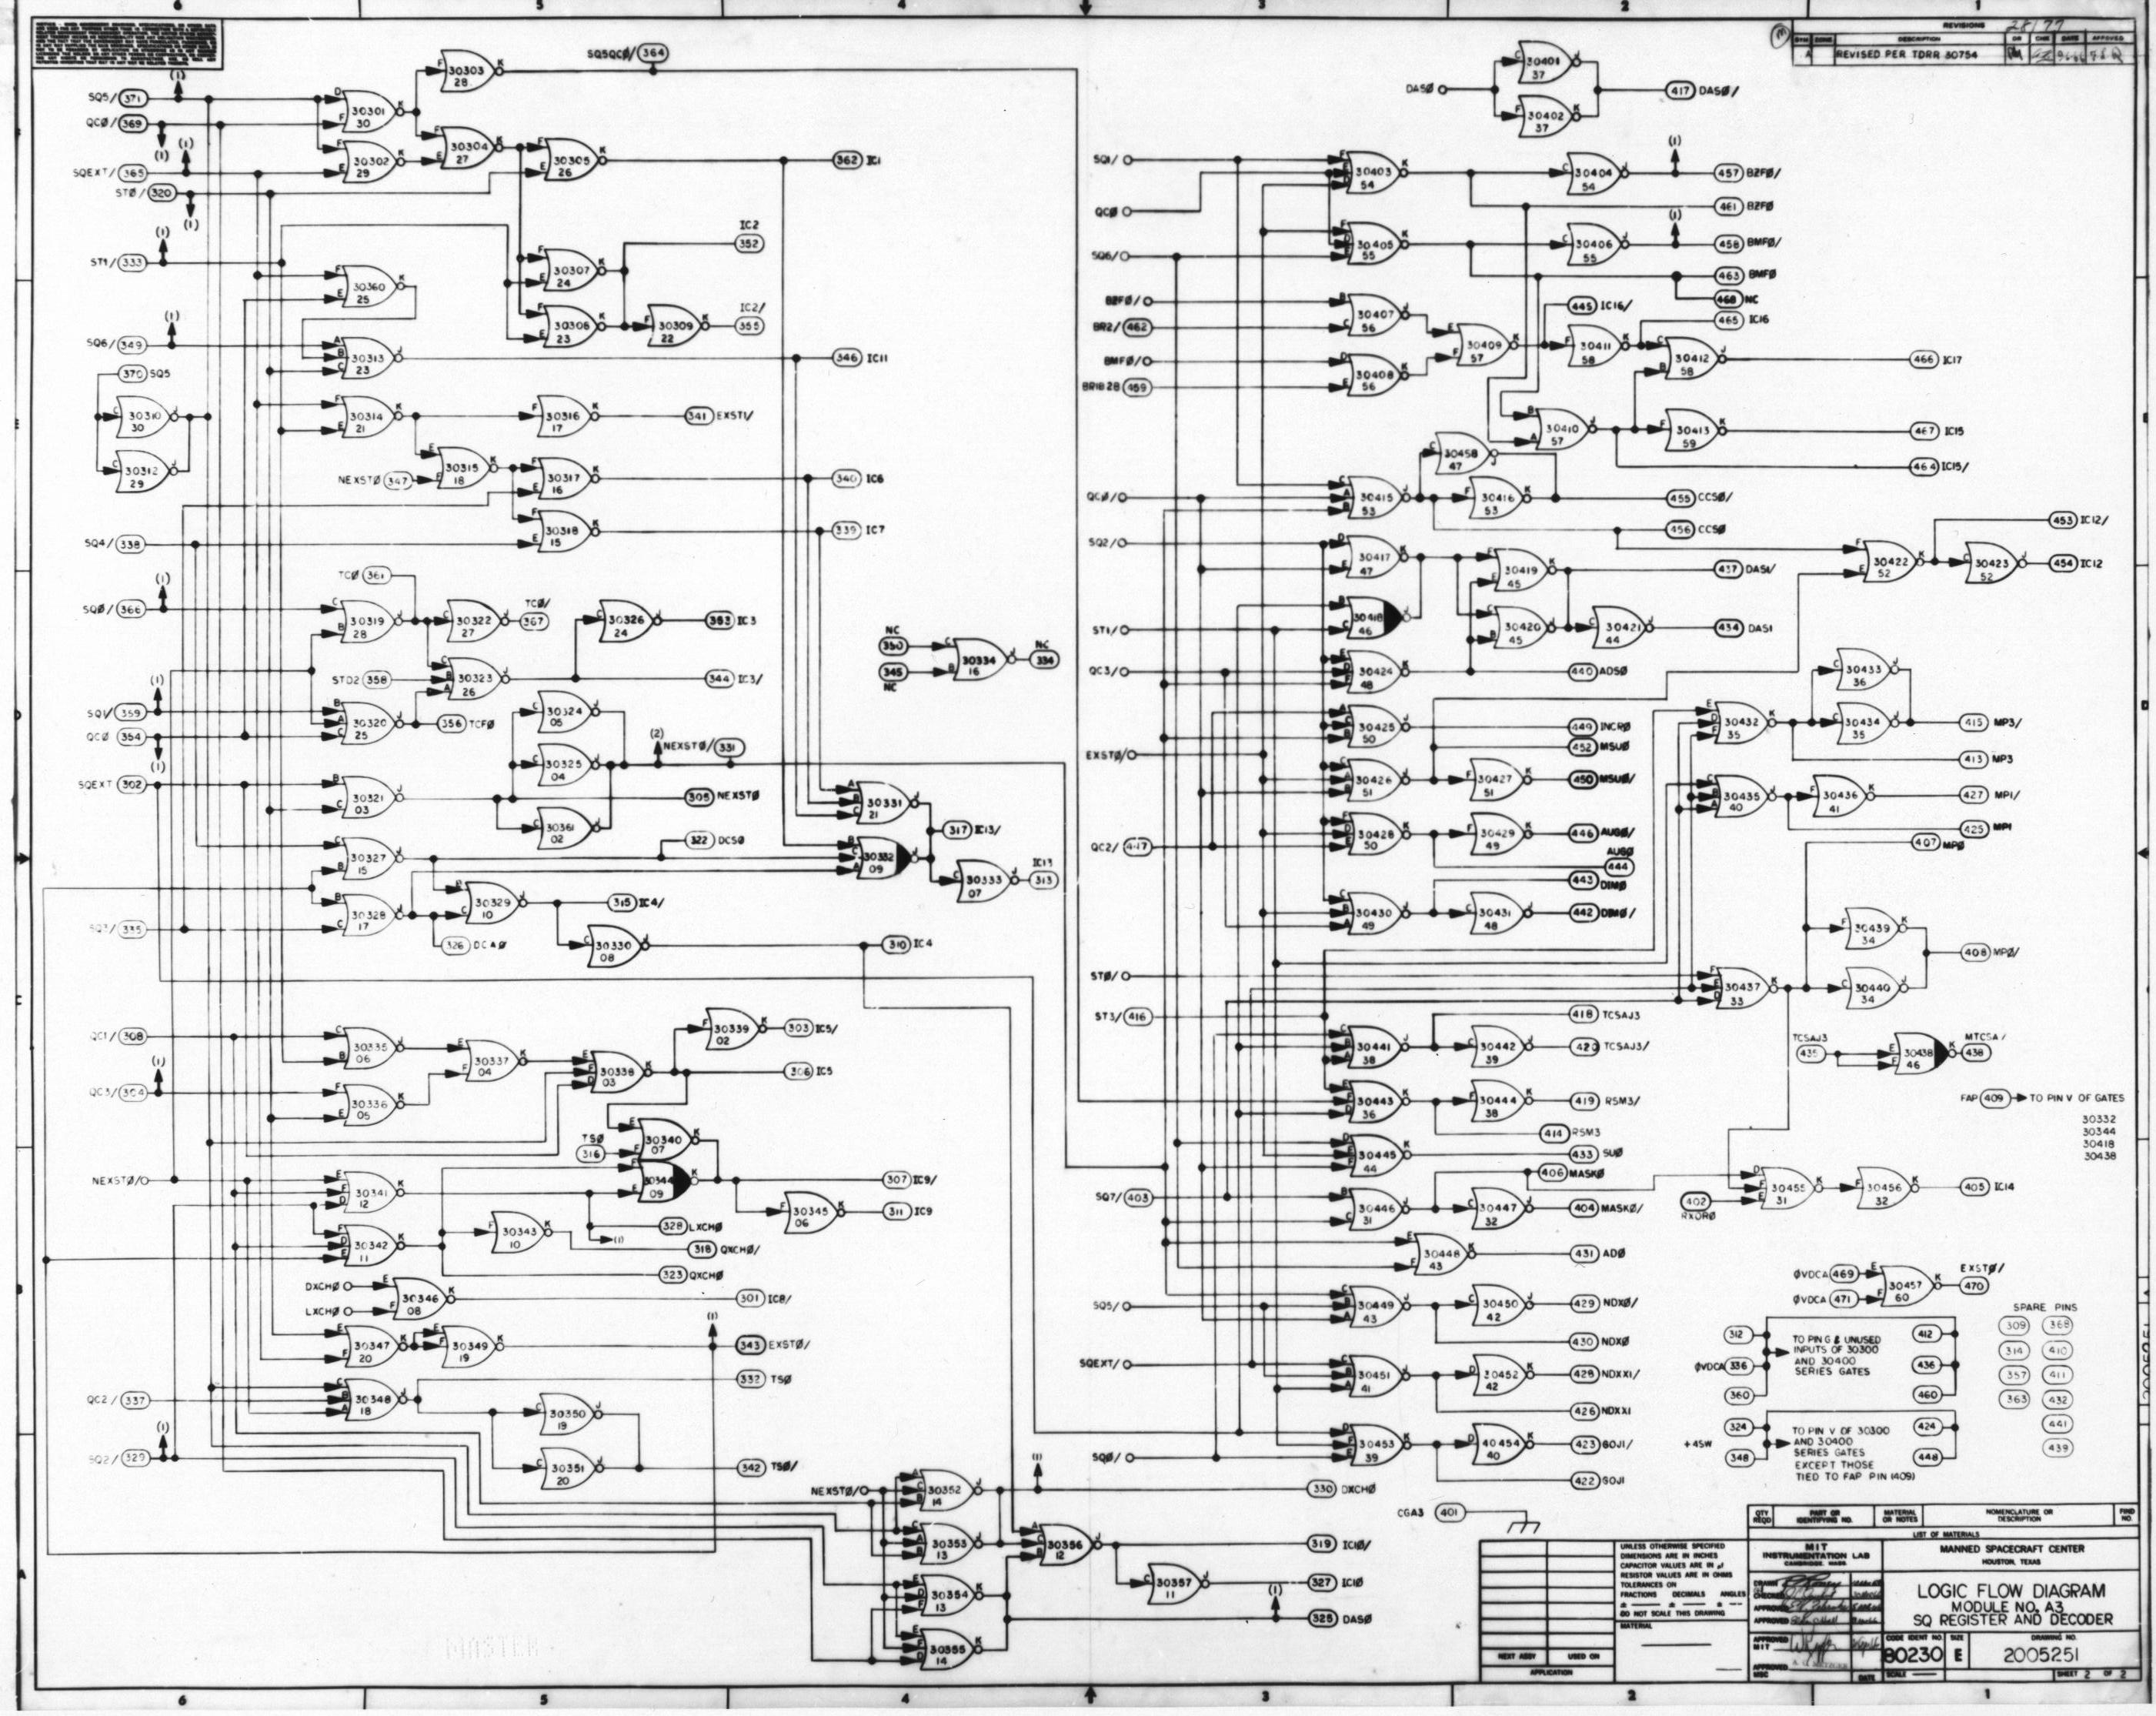 6 5 4 3 2 1
REVISIONS
SYM ZONE DESCRIPTION DR CHK DATE APPROVED
A REVISED PER TDRR 30754
SQ5/ 371
QCØ/ 369
SQEXT/ 365
STØ/ 320
ST1/ 333
SQ6/ 349
370 SQ5
NEXSTØ 347
SQ4/ 338
TCØ 361
SQØ/ 366
STD2 358
SQ1/ 359
QCØ 354
SQEXT 302
335
QC1/ 308
QC3/ 304
NEXSTØ/
DXCHØ
LXCHØ
QC2/ 337
SQ2/ 329
30301 30
30302 29
30303 28
30304 27
30305 26
SQ5QCØ/ 364
362 IC1
IC2 352
IC2/ 355
30307 24
30308 23
30309 22
30360 25
30313 23
346 IC11
30310 30
30312 29
30314 21
30316 17
341 EXST1/
30315 18
30317 16
340 IC6
30318 15
339 IC7
30319 28
30322 27
TCØ/ 367
30326 24
353 IC3
30323 26
344 IC3/
30320 25
356 TCFØ
30324 05
30325 04
30361 02
NEXSTØ/ 331
30321 03
305 NEXSTØ
30327 15
322 DCSØ
30328 17
326 DCAØ
30329 10
315 IC4/
30330 08
310 IC4
30331 21
30332 09
317 IC13/
30333 07
IC13 313
NC 350
NC 345
30334 16
NC 334
30335 06
30336 05
30337 04
30338 03
30339 02
303 IC5/
306 IC5
TSØ 316
30340 07
30344 09
307 IC9/
30345 06
311 IC9
30341 12
30342 11
30343 10
328 LXCHØ
318 QXCHØ/
323 QXCHØ
30346 08
301 IC8/
30347 20
30349 19
343 EXSTØ/
30348 18
332 TSØ
30350 19
30351 20
342 TSØ/
NEXSTØ/
30352 14
30353 13
30354 13
30355 14
30356 12
30357 11
330 DXCHØ
319 IC1Ø/
327 IC1Ø
325 DASØ
MASTER
DASØ
30401 37
30402 37
417 DASØ/
SQ1/
QCØ
SQ6/
BZFØ/
BR2/ 462
BMFØ/
BR1B2B 459
QCØ/
SQ2/
ST1/
QC3/
EXSTØ/
QC2/ 447
STØ/
ST3/ 416
SQ7/ 403
SQ5/
SQEXT/
SQØ/
30403 54
30404 54
457 BZFØ/
461 BZFØ
30405 55
30406 55
458 BMFØ/
463 BMFØ
468 NC
30407 56
30408 56
30409 57
445 IC16/
465 IC16
30411 58
30412 58
466 IC17
30410 57
30413 59
467 IC15
464 IC15/
30458 47
30415 53
30416 53
455 CCSØ/
456 CCSØ
30417 47
30418 46
30419 45
30420 45
30421 44
437 DAS1/
434 DAS1
30422 52
30423 52
453 IC12/
454 IC12
30424 48
440 ADSØ
30425 50
449 INCRØ
452 MSUØ
30426 51
30427 51
450 MSUØ/
30428 50
30429 49
446 AUGØ/
AUGØ 444
443 DIMØ
30430 49
30431 48
442 DIMØ/
30432 35
30433 36
30434 35
415 MP3/
413 MP3
30435 40
30436 41
427 MP1/
425 MP1
407 MPØ
30437 33
30439 34
30440 34
408 MPØ/
30441 38
30442 39
418 TCSAJ3
420 TCSAJ3/
TCSAJ3 435
30438 46
MTCSA/ 438
30443 36
30444 38
419 RSM3/
414 RSM3
FAP 409 TO PIN V OF GATES
30332
30344
30418
30438
30445 44
433 SUØ
406 MASKØ
30446 31
30447 32
404 MASKØ/
402 RXORØ
30455 31
30456 32
405 IC14
30448 43
431 ADØ
30449 43
30450 42
429 NDXØ/
430 NDXØ
ØVDCA 469
ØVDCA 471
30457 60
EXSTØ/ 470
30451 41
30452 42
428 NDXX1/
426 NDXX1
30453 39
40454 40
423 BOJ1/
422 SOJ1
312
ØVDCA 336
360
TO PIN G & UNUSED
INPUTS OF 30300
AND 30400
SERIES GATES
412
436
460
324
+4SW
348
TO PIN V OF 30300
AND 30400
SERIES GATES
EXCEPT THOSE
TIED TO FAP PIN (409)
424
448
SPARE PINS
309 368
314 410
357 411
363 432
441
439
CGA3 401
QTY REQD PART OR IDENTIFYING NO. MATERIAL OR NOTES NOMENCLATURE OR DESCRIPTION FIND NO.
LIST OF MATERIALS
UNLESS OTHERWISE SPECIFIED
DIMENSIONS ARE IN INCHES
CAPACITOR VALUES ARE IN
RESISTOR VALUES ARE IN OHMS
TOLERANCES ON
FRACTIONS DECIMALS ANGLES
DO NOT SCALE THIS DRAWING
MATERIAL
NEXT ASSY USED ON
APPLICATION
MIT
INSTRUMENTATION LAB
CAMBRIDGE, MASS
DRAWN
CHECKED
APPROVED
APPROVED
APPROVED MIT
APPROVED MSC
DATE
MANNED SPACECRAFT CENTER
HOUSTON, TEXAS
LOGIC FLOW DIAGRAM
MODULE NO. A3
SQ REGISTER AND DECODER
CODE IDENT NO. 80230
SIZE E
DRAWING NO. 2005251
SCALE
SHEET 2 OF 2
6 5 4 3 2 1